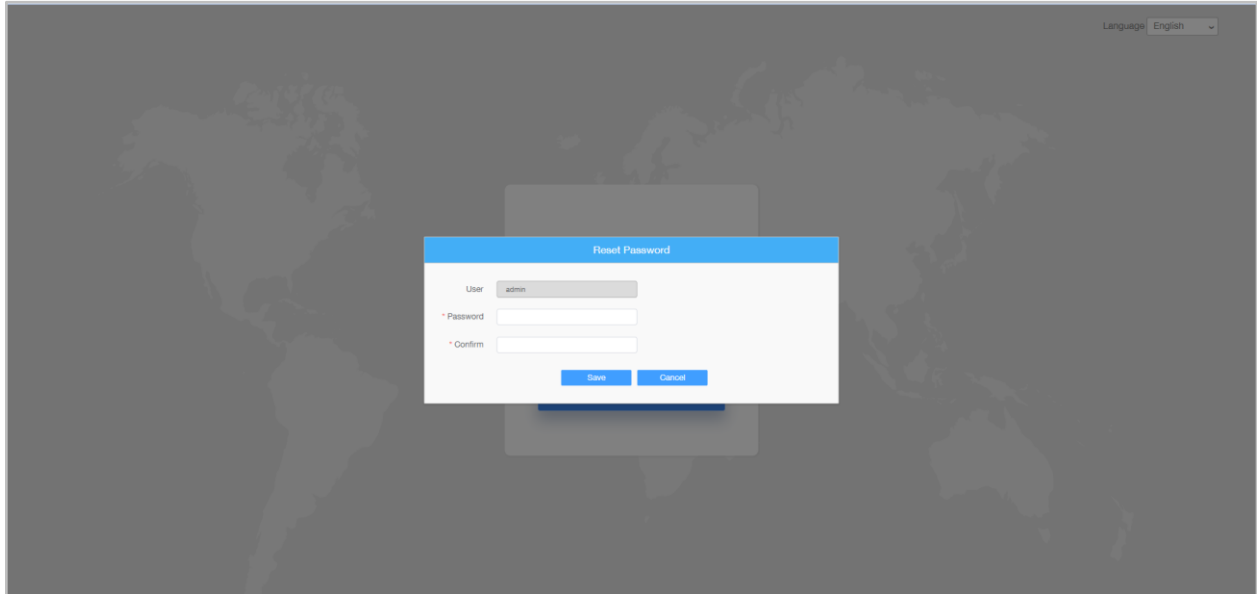 Language English
Reset Password
User admin
* Password
* Confirm
Save Cancel